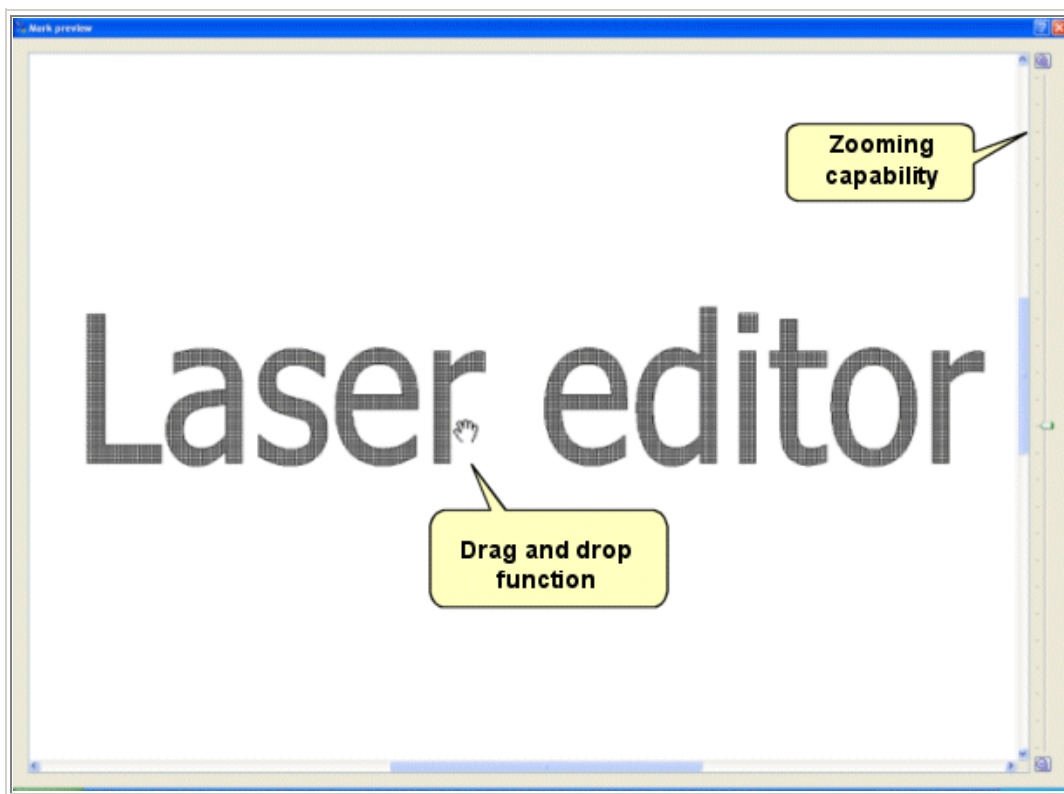 Mark preview
Zooming
capability
Laser editor
Drag and drop
function